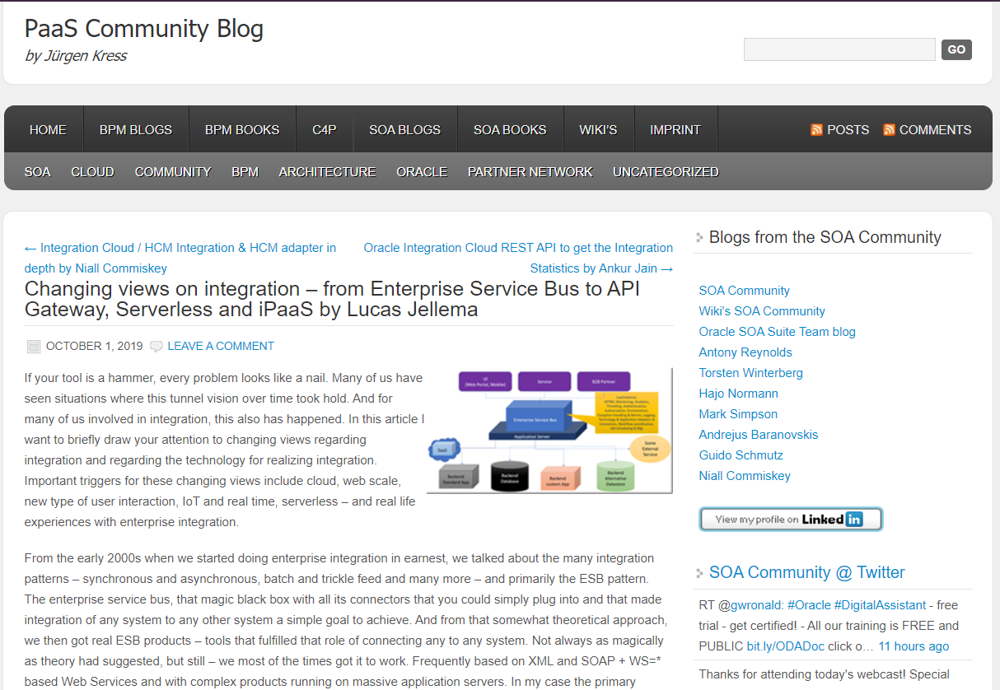 PaaS Community Blog
by Jürgen Kress
GO
HOME
BPM BLOGS
BPM BOOKS
C4P
SOA BLOGS
SOA BOOKS
WIKI'S
IMPRINT
POSTS
COMMENTS
SOA
CLOUD
COMMUNITY
BPM
ARCHITECTURE
ORACLE
PARTNER NETWORK
UNCATEGORIZED
← Integration Cloud / HCM Integration & HCM adapter in
depth by Niall Commiskey
Oracle Integration Cloud REST API to get the Integration
Statistics by Ankur Jain →
Changing views on integration – from Enterprise Service Bus to API
Gateway, Serverless and iPaaS by Lucas Jellema
OCTOBER 1, 2019
LEAVE A COMMENT
If your tool is a hammer, every problem looks like a nail. Many of us have
seen situations where this tunnel vision over time took hold. And for
many of us involved in integration, this also has happened. In this article I
want to briefly draw your attention to changing views regarding
integration and regarding the technology for realizing integration.
Important triggers for these changing views include cloud, web scale,
new type of user interaction, IoT and real time, serverless – and real life
experiences with enterprise integration.
UI
(Web Portal, Mobile)
Service
B2B Partner
Enterprise Service Bus
Application Server
SaaS
Some
External
Service
Backend
Standard App
Backend
Database
Backend
custom App
Backend
Alternative
Datastore
From the early 2000s when we started doing enterprise integration in earnest, we talked about the many integration
patterns – synchronous and asynchronous, batch and trickle feed and many more – and primarily the ESB pattern.
The enterprise service bus, that magic black box with all its connectors that you could simply plug into and that made
integration of any system to any other system a simple goal to achieve. And from that somewhat theoretical approach,
we then got real ESB products – tools that fulfilled that role of connecting any to any system. Not always as magically
as theory had suggested, but still – we most of the times got it to work. Frequently based on XML and SOAP + WS=*
based Web Services and with complex products running on massive application servers. In my case the primary
Blogs from the SOA Community
SOA Community
Wiki's SOA Community
Oracle SOA Suite Team blog
Antony Reynolds
Torsten Winterberg
Hajo Normann
Mark Simpson
Andrejus Baranovskis
Guido Schmutz
Niall Commiskey
View my profile on Linked in
SOA Community @ Twitter
RT @gwronald: #Oracle #DigitalAssistant - free
trial - get certified! - All our training is FREE and
PUBLIC bit.ly/ODADoc click o… 11 hours ago
Thanks for attending today's webcast! Special